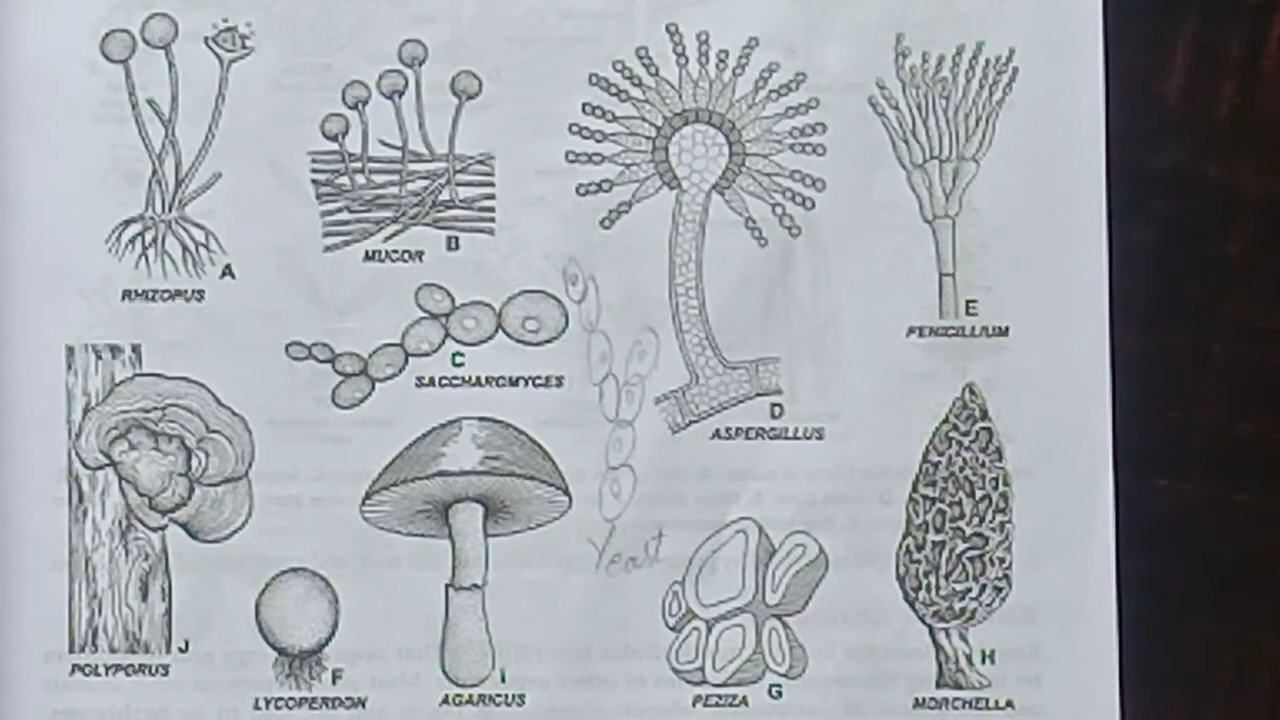 A
RHIZOPUS
B
MUCOR
C
SACCHAROMYCES
D
ASPERGILLUS
E
PENICILLIUM
J
POLYPORUS
F
LYCOPERDON
I
AGARICUS
Yeast
G
PEZIZA
H
MORCHELLA